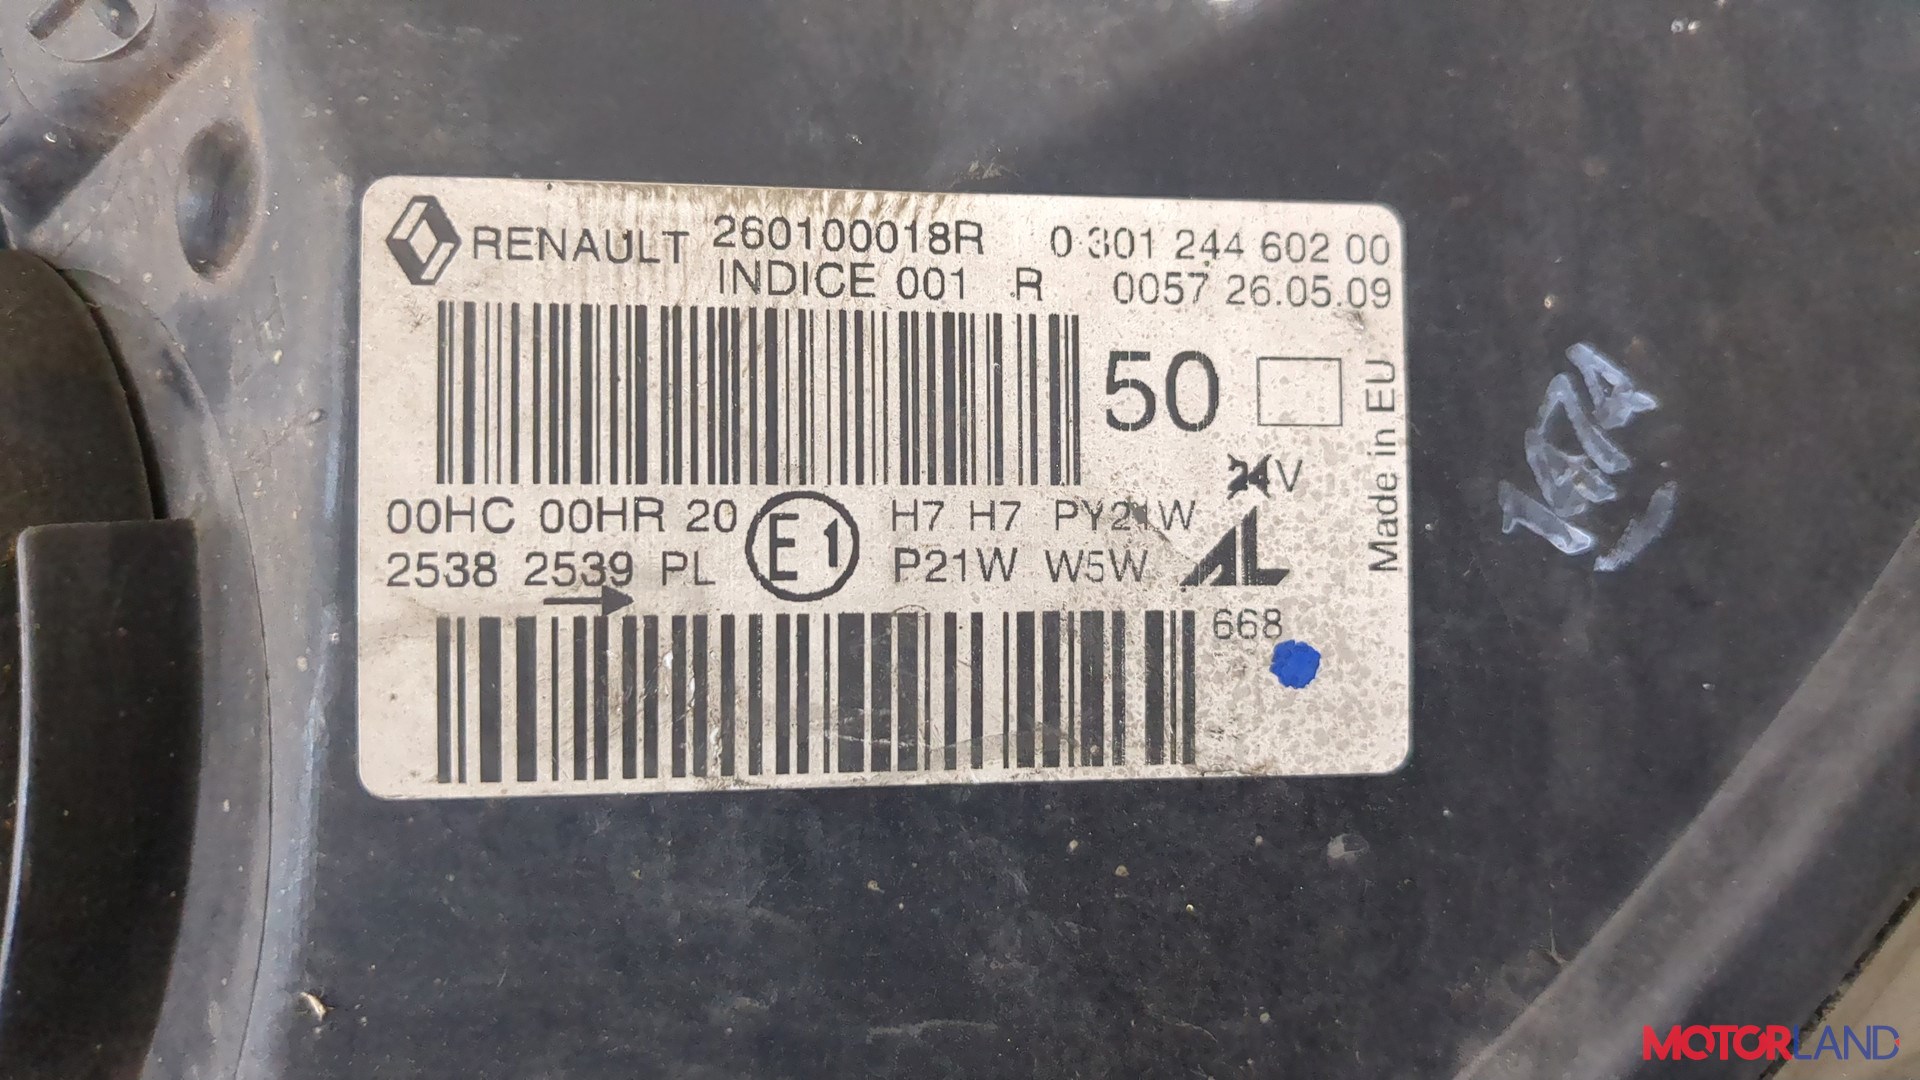 RENAULT 260100018R 0 301 244 602 00
INDICE 001 R 0057 26.05.09
50
Made in EU
24V
00HC 00HR 20 E1 H7 H7 PY21W
2538 2539 PL P21W W5W AL
668
MOTORLAND